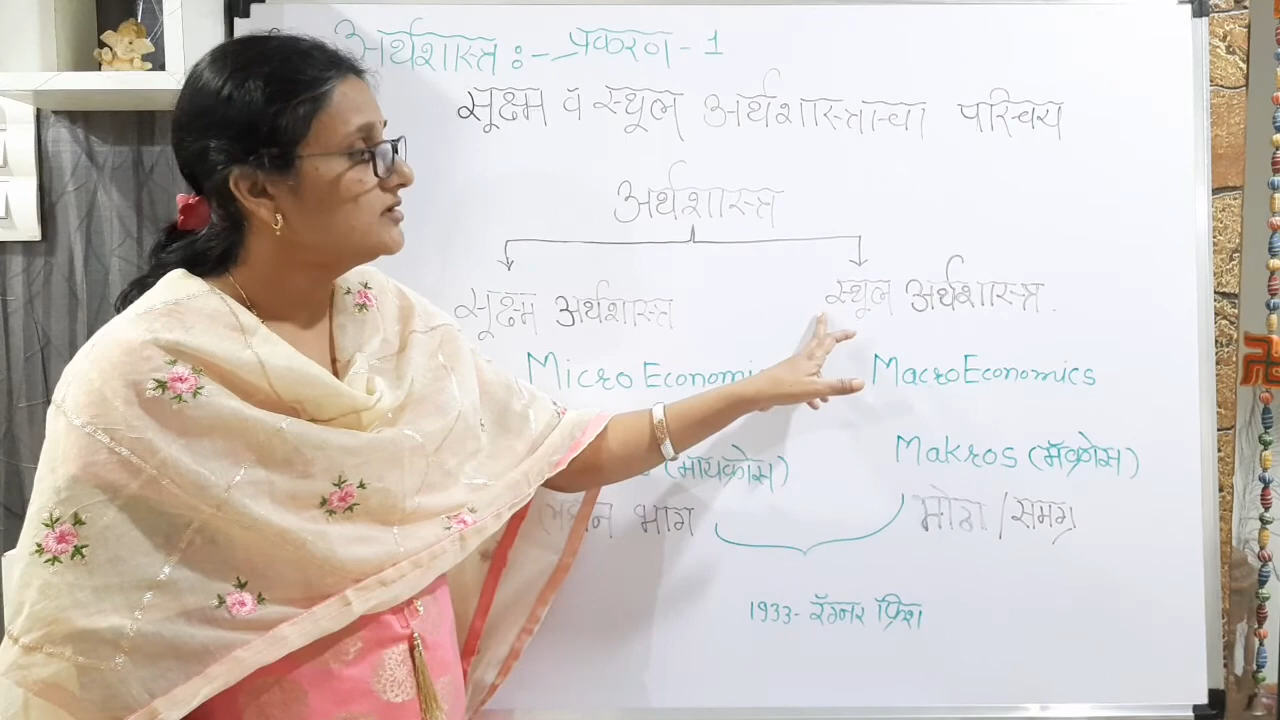 अर्थशास्त्र :- प्रकरण - 1
सूक्ष्म व स्थूल अर्थशास्त्राचा परिचय
अर्थशास्त्र
सूक्ष्म अर्थशास्त्र स्थूल अर्थशास्त्र.
Micro Economi MacroEconomics
(मॉयक्रोस) Makros (मॅक्रोस)
भाग मोठा / समग्र
1933 - रॅग्नर फ्रिश